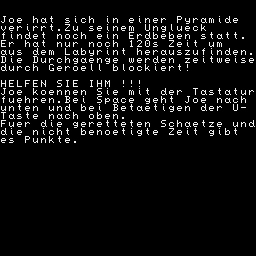 Joe hat sich in einer Pyramide
verirrt.Zu seinem Unglueck
findet noch ein Erdbeben statt.
Er hat nur noch 120s Zeit um
aus dem Labyrint herauszufinden.
Die Durchgaenge werden zeitweise
durch Geroell blockiert!
HELFEN SIE IHM !!!
Joe koennen Sie mit der Tastatur
fuehren.Bei Space geht Joe nach
unten und bei Betaetigen der U-
Taste nach oben.
Fuer die geretteten Schaetze und
die nicht benoetigte Zeit gibt
es Punkte.